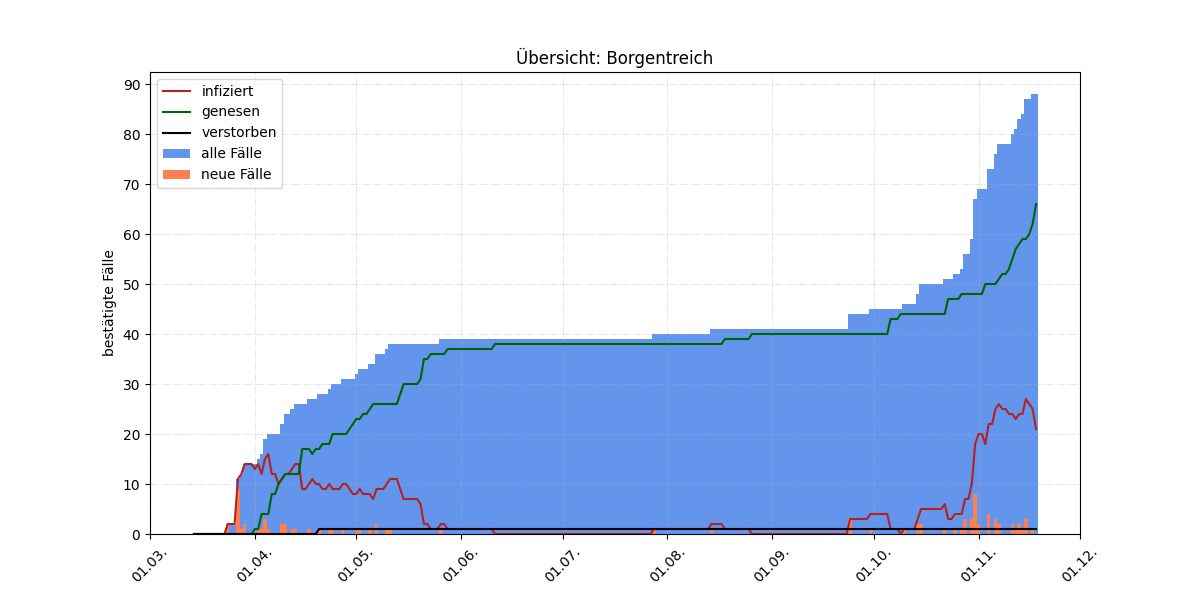 Übersicht: Borgentreich
infiziert
genesen
verstorben
alle Fälle
neue Fälle
bestätigte Fälle
90
80
70
60
50
40
30
20
10
0
01.03.
01.04.
01.05.
01.06.
01.07.
01.08.
01.09.
01.10.
01.11.
01.12.